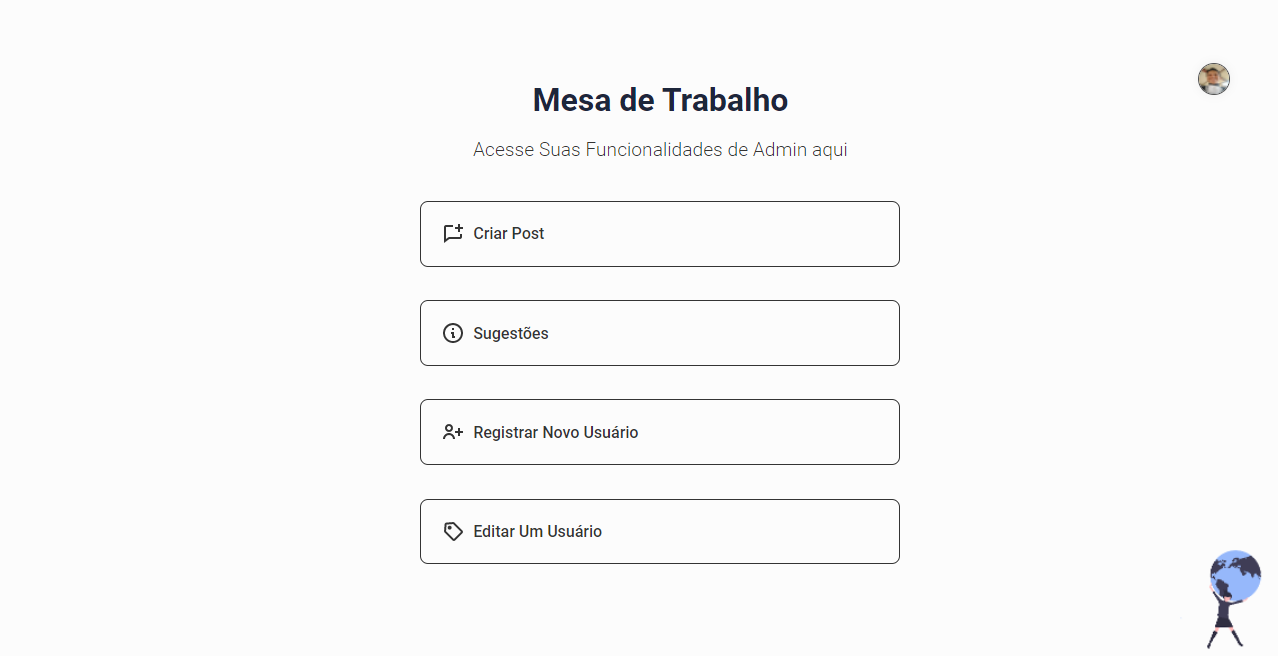 Mesa de Trabalho
Acesse Suas Funcionalidades de Admin aqui
Criar Post
Sugestões
Registrar Novo Usuário
Editar Um Usuário